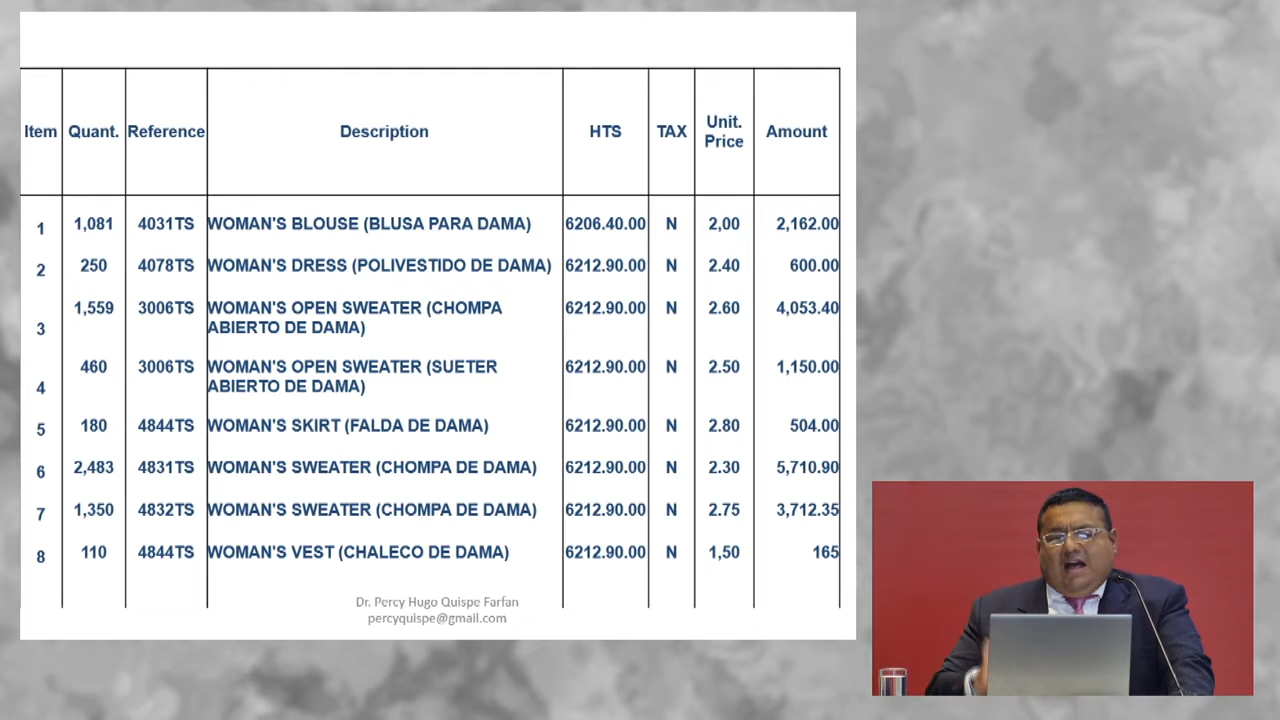 Item Quant. Reference Description HTS TAX Unit. Price Amount
1 1,081 4031TS WOMAN'S BLOUSE (BLUSA PARA DAMA) 6206.40.00 N 2,00 2,162.00
2 250 4078TS WOMAN'S DRESS (POLIVESTIDO DE DAMA) 6212.90.00 N 2.40 600.00
3 1,559 3006TS WOMAN'S OPEN SWEATER (CHOMPA ABIERTO DE DAMA) 6212.90.00 N 2.60 4,053.40
4 460 3006TS WOMAN'S OPEN SWEATER (SUETER ABIERTO DE DAMA) 6212.90.00 N 2.50 1,150.00
5 180 4844TS WOMAN'S SKIRT (FALDA DE DAMA) 6212.90.00 N 2.80 504.00
6 2,483 4831TS WOMAN'S SWEATER (CHOMPA DE DAMA) 6212.90.00 N 2.30 5,710.90
7 1,350 4832TS WOMAN'S SWEATER (CHOMPA DE DAMA) 6212.90.00 N 2.75 3,712.35
8 110 4844TS WOMAN'S VEST (CHALECO DE DAMA) 6212.90.00 N 1,50 165
Dr. Percy Hugo Quispe Farfan
percyquispe@gmail.com